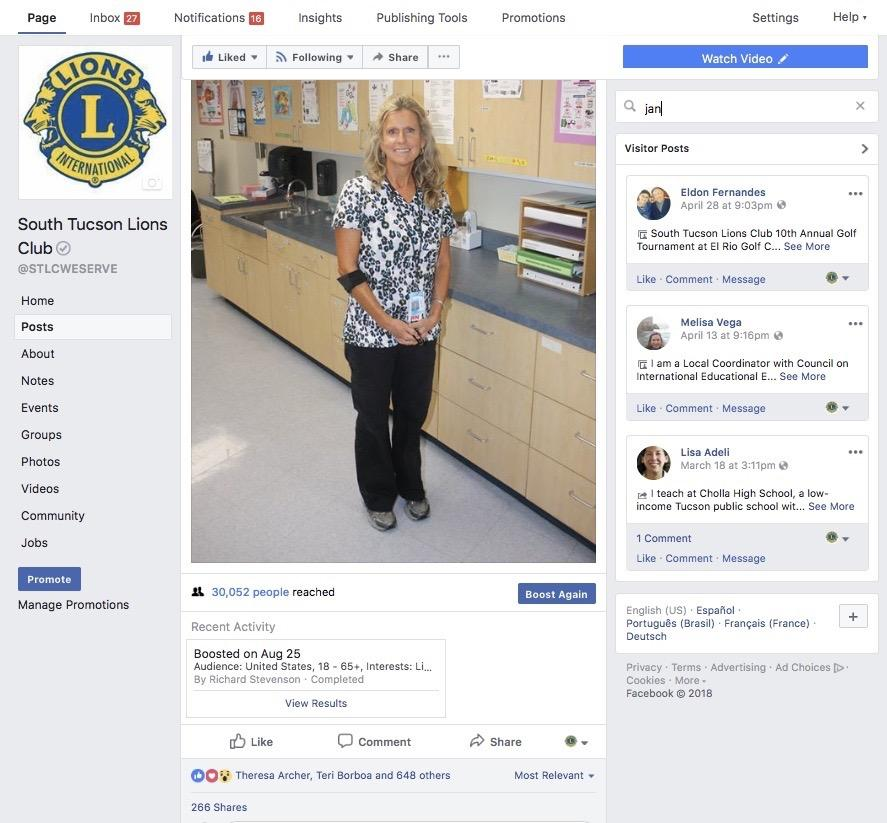 Page
Inbox 27
Notifications 16
Insights
Publishing Tools
Promotions
Settings
Help
LIONS
L
INTERNATIONAL
South Tucson Lions
Club
@STLCWESERVE
Home
Posts
About
Notes
Events
Groups
Photos
Videos
Community
Jobs
Promote
Manage Promotions
Liked
Following
Share
...
Watch Video
RN
30,052 people reached
Boost Again
Recent Activity
Boosted on Aug 25
Audience: United States, 18 - 65+, Interests: Li...
By Richard Stevenson · Completed
View Results
Like
Comment
Share
Theresa Archer, Teri Borboa and 648 others
Most Relevant
266 Shares
jan
Visitor Posts
Eldon Fernandes
April 28 at 9:03pm
South Tucson Lions Club 10th Annual Golf
Tournament at El Rio Golf C... See More
Like · Comment · Message
Melisa Vega
April 13 at 9:16pm
I am a Local Coordinator with Council on
International Educational E... See More
Like · Comment · Message
Lisa Adeli
March 18 at 3:11pm
I teach at Cholla High School, a low-
income Tucson public school wit... See More
1 Comment
Like · Comment · Message
English (US) · Español ·
Português (Brasil) · Français (France) ·
Deutsch
Privacy · Terms · Advertising · Ad Choices ·
Cookies · More
Facebook © 2018